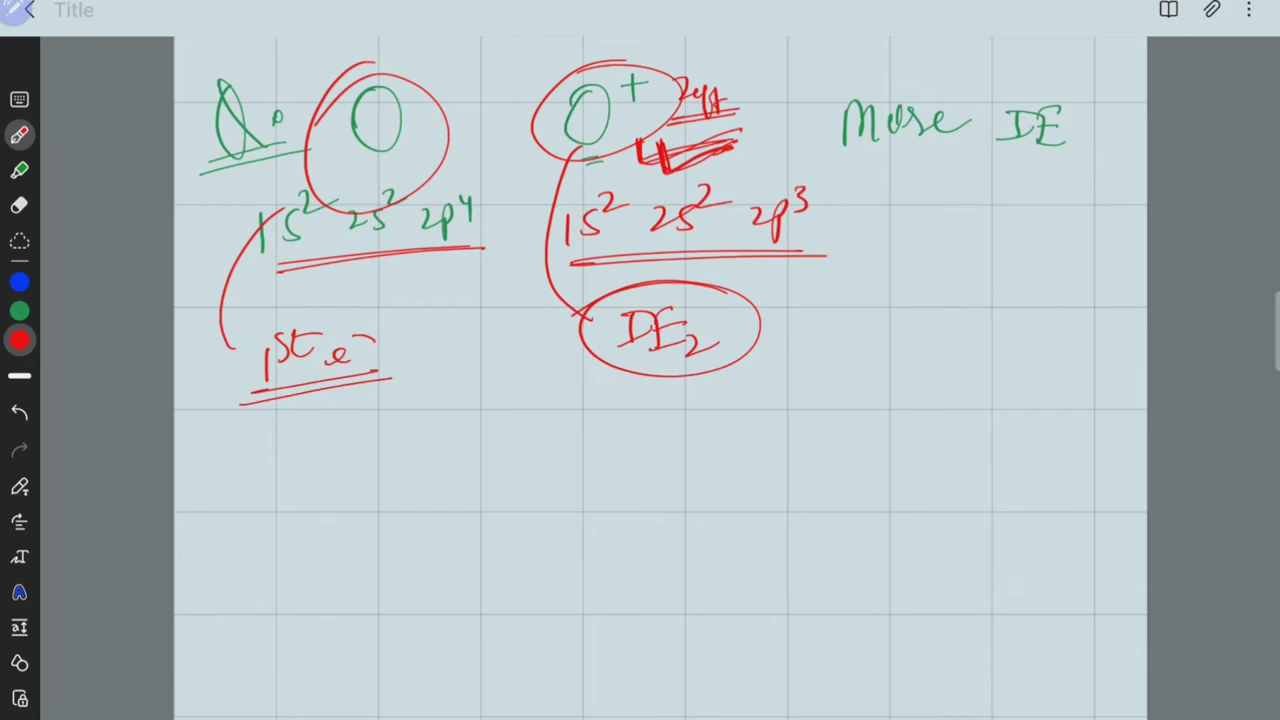 Title
Q. O O+ More IE
1s² 2s² 2p⁴ 1s² 2s² 2p³
IE₂
1st e⁻